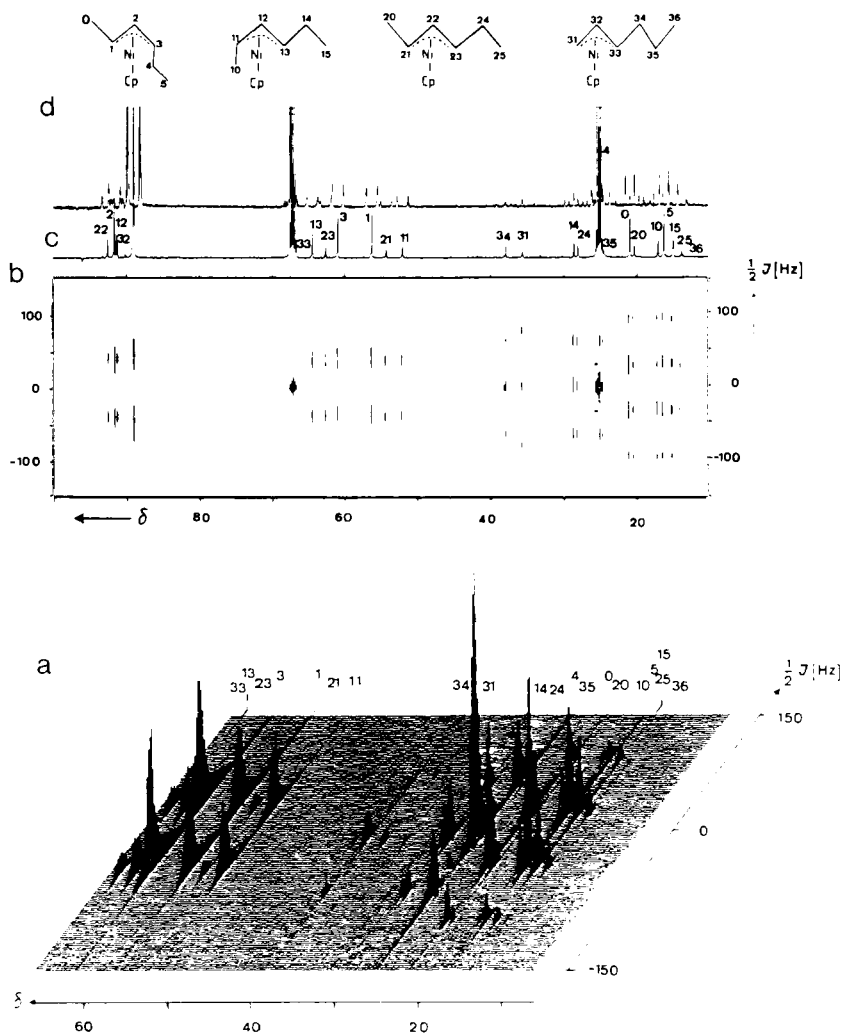 0 2 12 14 20 22 24 32 34 36
1 3 11 13 15 21 23 25 31 33 35
Ni Ni Ni Ni
4 10
5
Cp Cp Cp Cp
d
4
2 13 3 1 0 5
c 22 12 32 33 23 21 11 34 31 14 24 35 20 10 15 25 36
b
½ J [Hz]
100 100
0 0
-100 -100
δ 80 60 40 20
a
15
13 3 1 4 0 5
33 23 21 11 34 31 14 24 35 20 10 25 36
½ J [Hz]
150
0
-150
δ
60 40 20